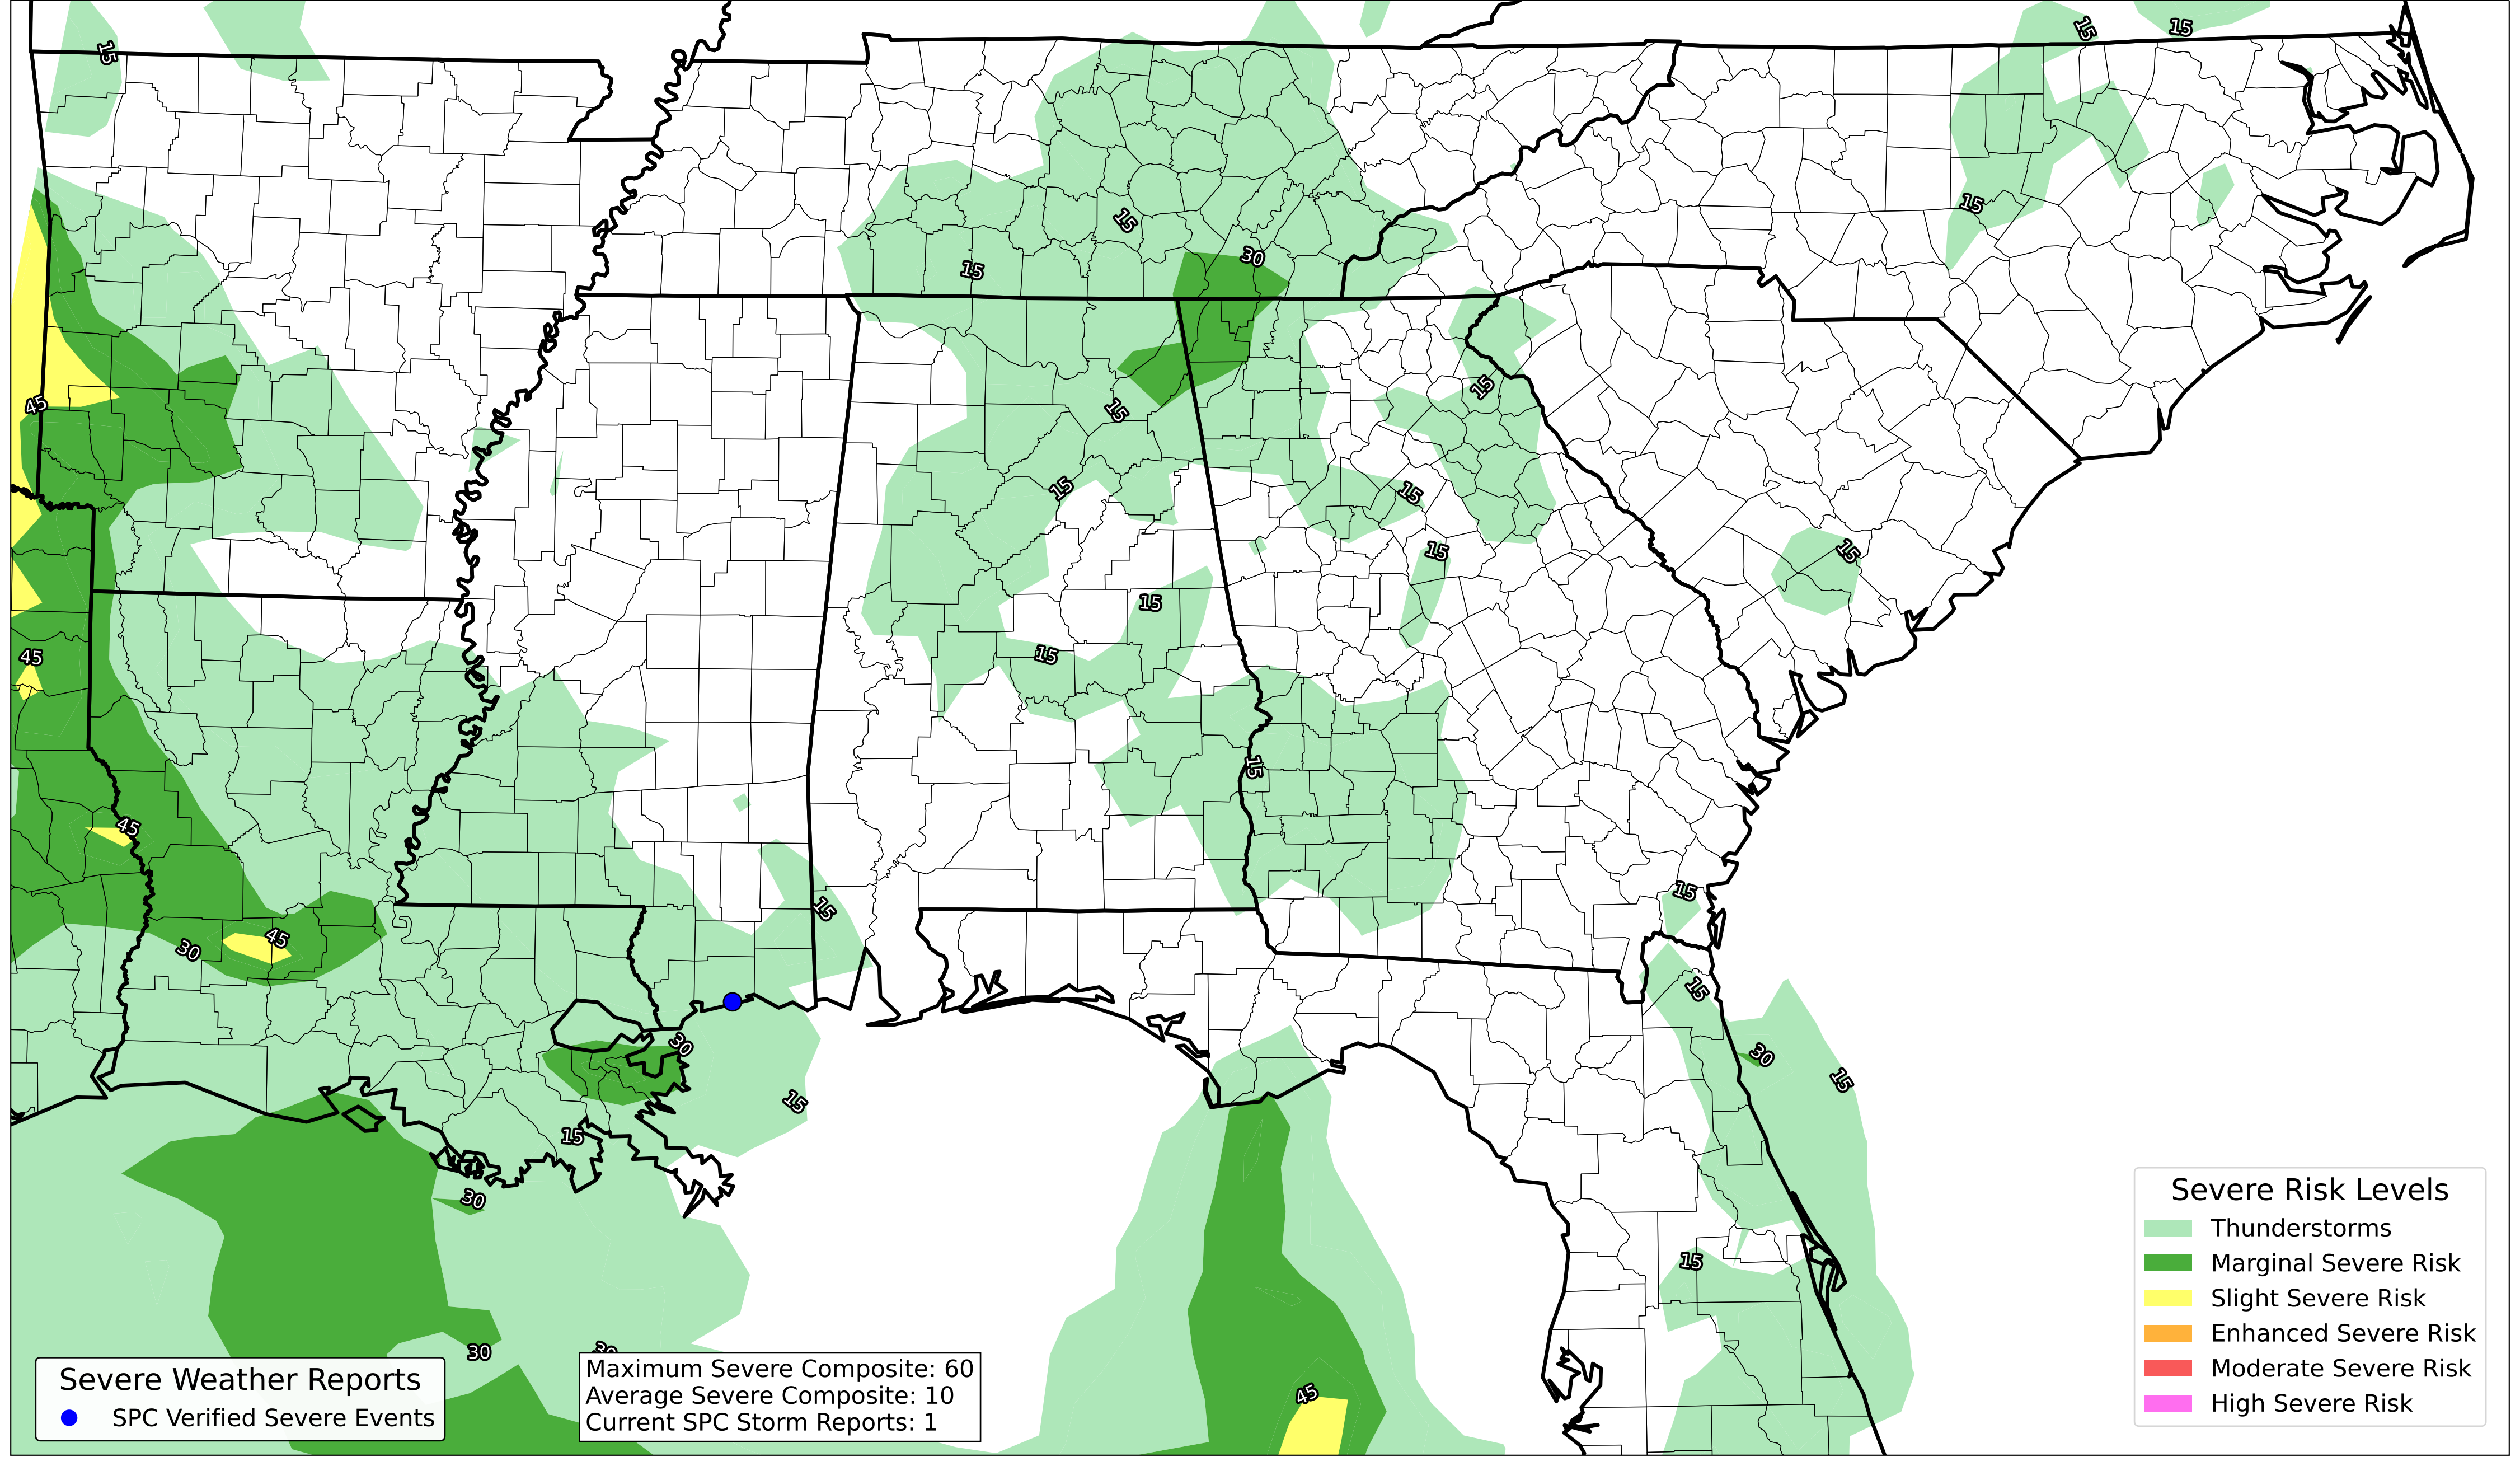 15
15
15
15
15
30
15
15
45
15
15
15
15
15
15
15
45
15
15
45
15
15
30
45
15
30
30
15
15
15
30
15
30
30
45
Severe Risk Levels
Thunderstorms
Marginal Severe Risk
Slight Severe Risk
Enhanced Severe Risk
Moderate Severe Risk
High Severe Risk
Severe Weather Reports
SPC Verified Severe Events
Maximum Severe Composite: 60
Average Severe Composite: 10
Current SPC Storm Reports: 1